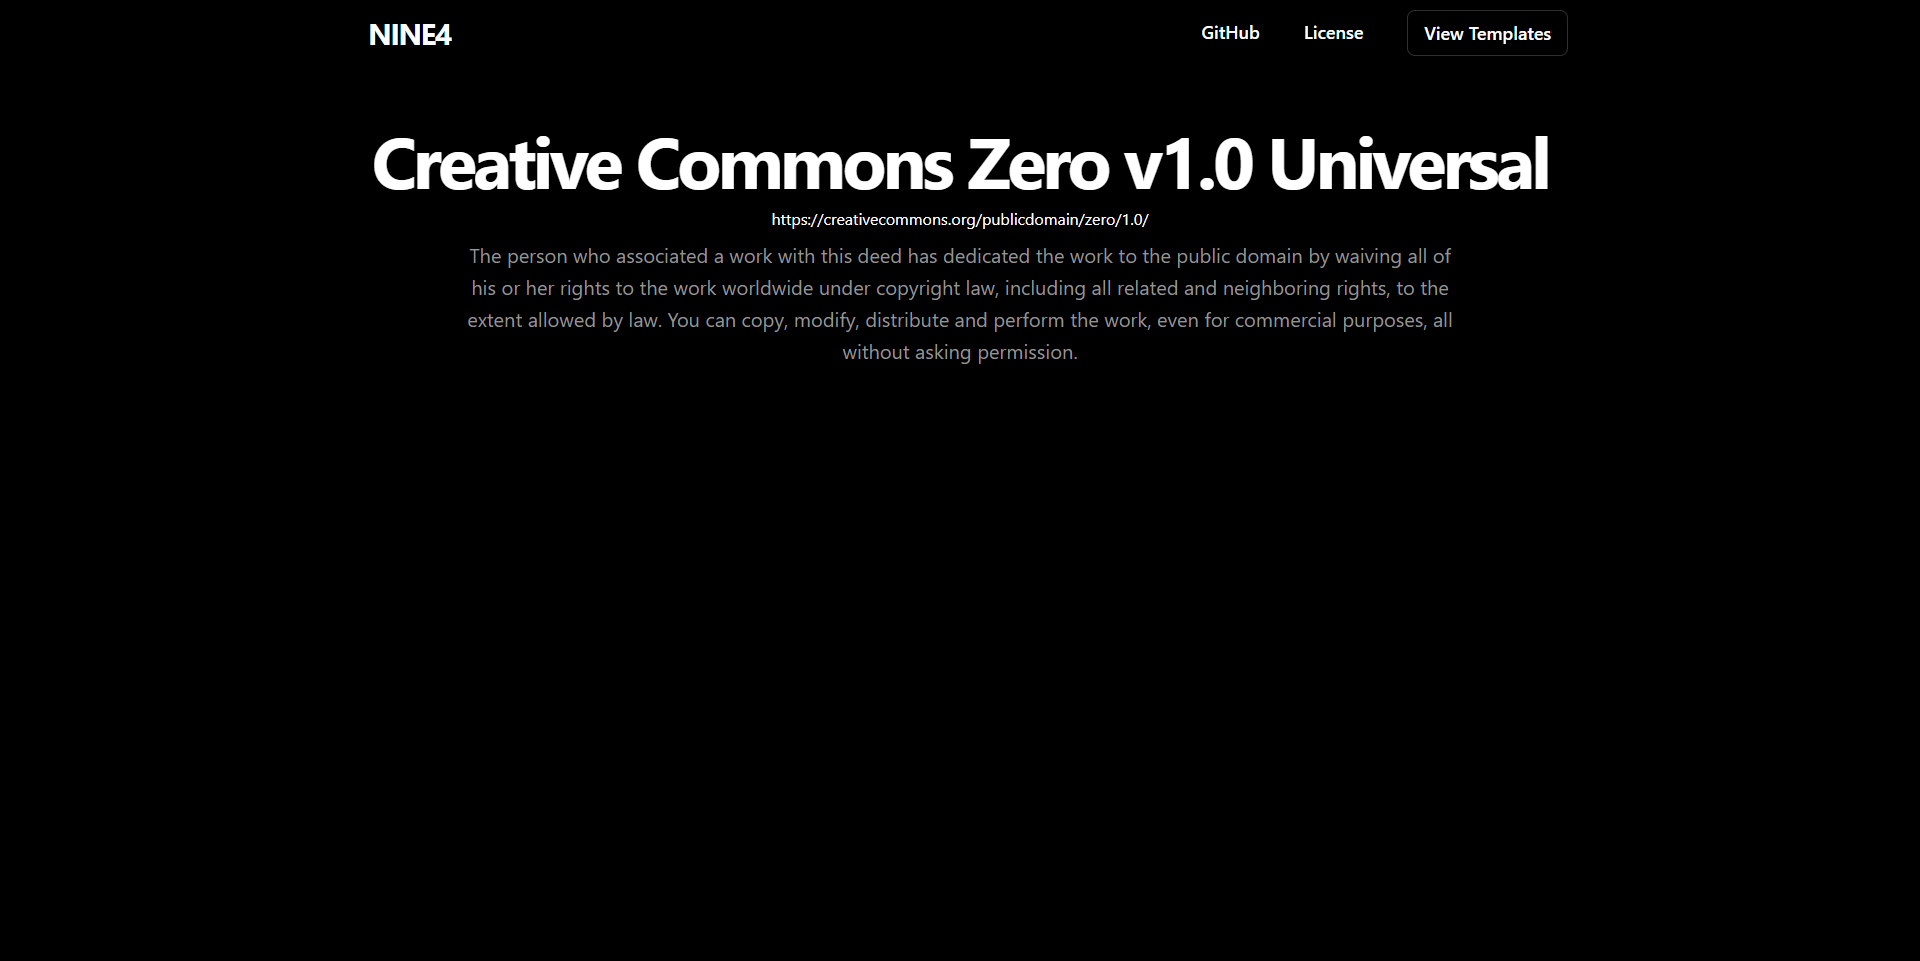 NINE4
GitHub
License
View Templates
Creative Commons Zero v1.0 Universal
https://creativecommons.org/publicdomain/zero/1.0/
The person who associated a work with this deed has dedicated the work to the public domain by waiving all of
his or her rights to the work worldwide under copyright law, including all related and neighboring rights, to the
extent allowed by law. You can copy, modify, distribute and perform the work, even for commercial purposes, all
without asking permission.